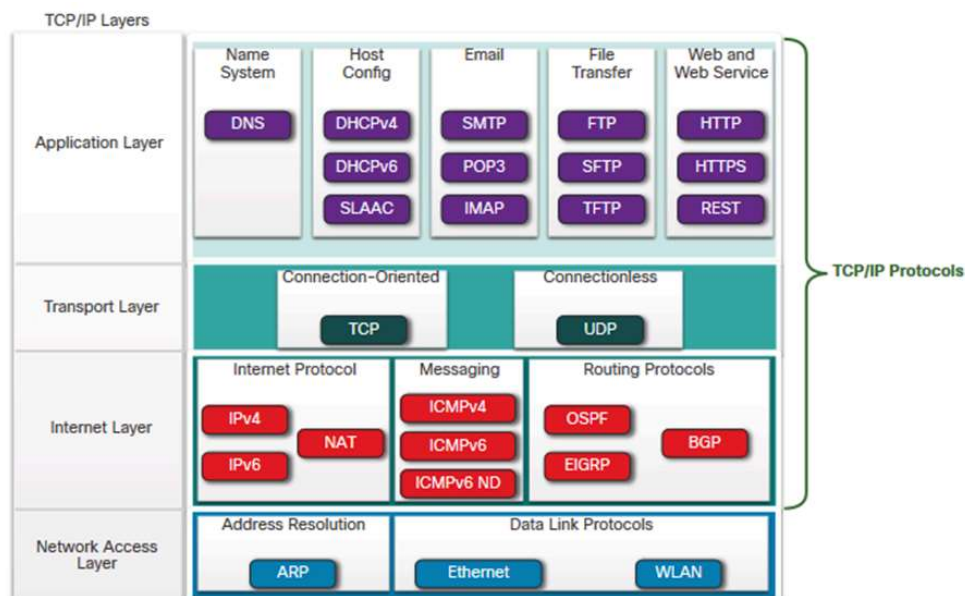 TCP/IP Layers
Application Layer
Name
System
DNS
Host
Config
DHCPv4
DHCPv6
SLAAC
Email
SMTP
POP3
IMAP
File
Transfer
FTP
SFTP
TFTP
Web and
Web Service
HTTP
HTTPS
REST
TCP/IP Protocols
Transport Layer
Connection-Oriented
TCP
Connectionless
UDP
Internet Layer
Internet Protocol
IPv4
IPv6
NAT
Messaging
ICMPv4
ICMPv6
ICMPv6 ND
Routing Protocols
OSPF
EIGRP
BGP
Network Access
Layer
Address Resolution
ARP
Data Link Protocols
Ethernet
WLAN